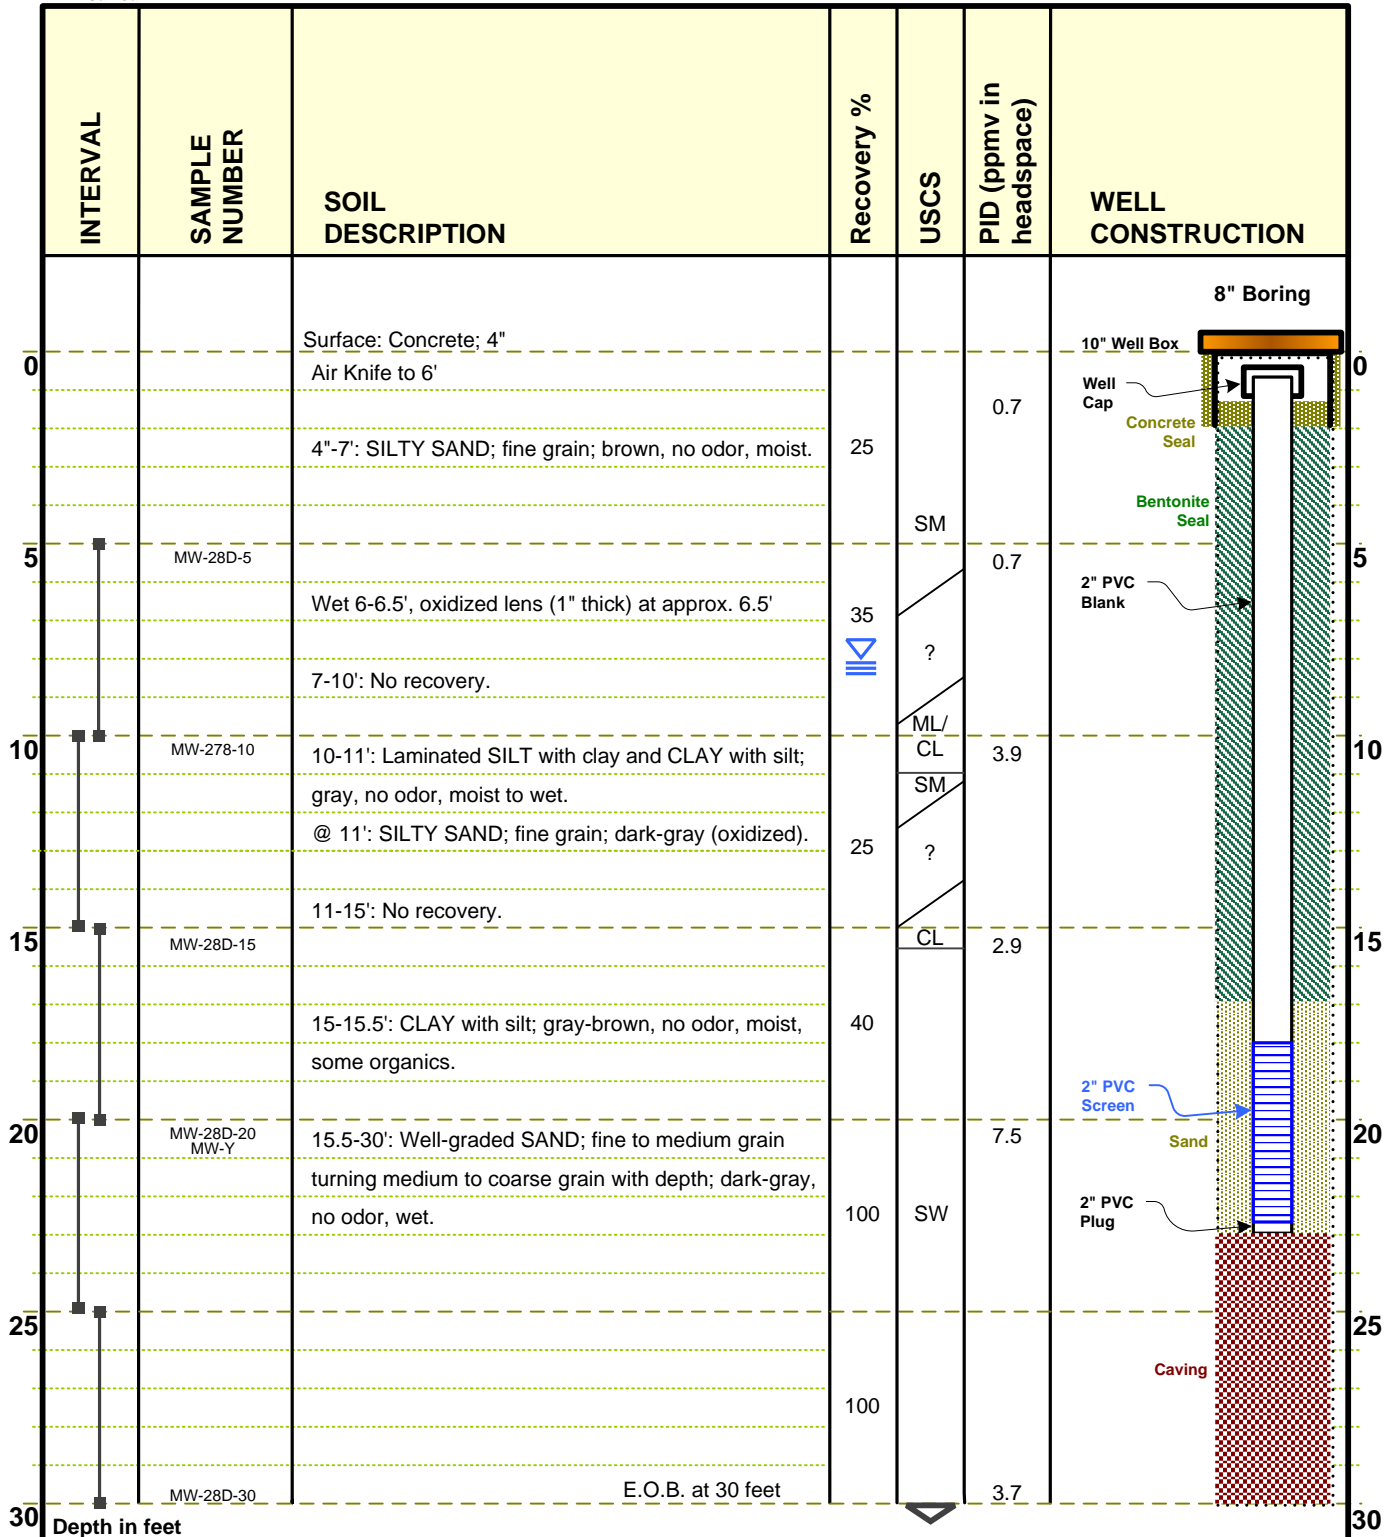 INTERVAL
SAMPLE
NUMBER
SOIL
DESCRIPTION
Recovery %
USCS
PID (ppmv in
headspace)
WELL
CONSTRUCTION
8" Boring
Surface: Concrete; 4"
10" Well Box
0
Air Knife to 6'
0
Well
Cap
0.7
Concrete
Seal
4"-7': SILTY SAND; fine grain; brown, no odor, moist.
25
Bentonite
Seal
SM
5
MW-28D-5
0.7
5
2" PVC
Blank
Wet 6-6.5', oxidized lens (1" thick) at approx. 6.5'
35
?
7-10': No recovery.
ML/
CL
10
MW-278-10
10-11': Laminated SILT with clay and CLAY with silt;
3.9
10
gray, no odor, moist to wet.
SM
@ 11': SILTY SAND; fine grain; dark-gray (oxidized).
25
?
11-15': No recovery.
15
MW-28D-15
CL
2.9
15
15-15.5': CLAY with silt; gray-brown, no odor, moist,
40
some organics.
2" PVC
Screen
20
MW-28D-20
MW-Y
15.5-30': Well-graded SAND; fine to medium grain
7.5
Sand
20
turning medium to coarse grain with depth; dark-gray,
no odor, wet.
100
SW
2" PVC
Plug
25
25
Caving
100
MW-28D-30
E.O.B. at 30 feet
3.7
30
Depth in feet
30